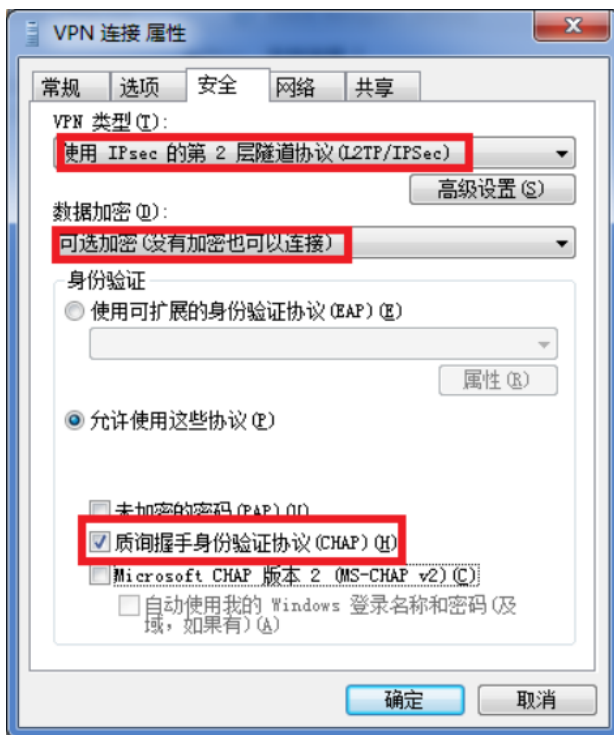 VPN 连接 属性
常规 选项 安全 网络 共享
VPN 类型(T):
使用 IPsec 的第 2 层隧道协议(L2TP/IPSec)
高级设置(S)
数据加密(D):
可选加密(没有加密也可以连接)
身份验证
使用可扩展的身份验证协议(EAP)(E)
属性(R)
允许使用这些协议(P)
未加密的密码(PAP)(U)
质询握手身份验证协议(CHAP)(H)
Microsoft CHAP 版本 2 (MS-CHAP v2)(C)
自动使用我的 Windows 登录名称和密码(及
域，如果有)(A)
确定 取消